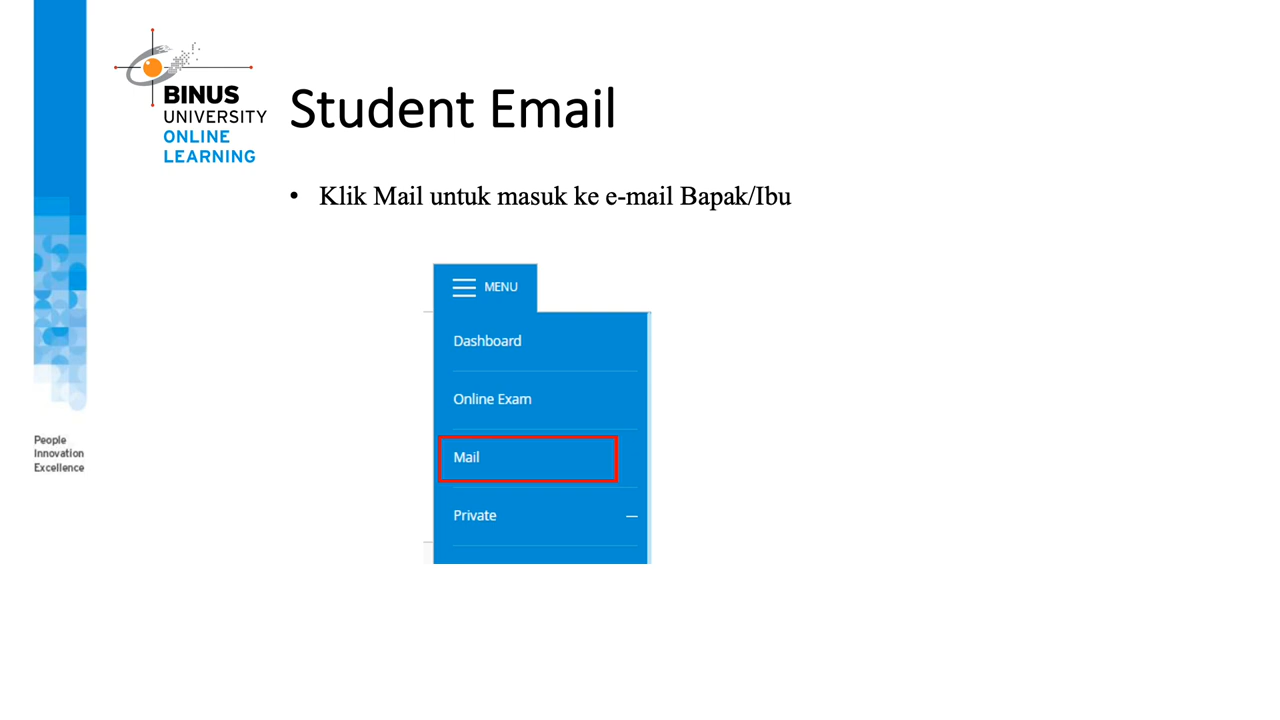 BINUS
UNIVERSITY
ONLINE
LEARNING
Student Email
• Klik Mail untuk masuk ke e-mail Bapak/Ibu
MENU
Dashboard
Online Exam
Mail
Private
People
Innovation
Excellence